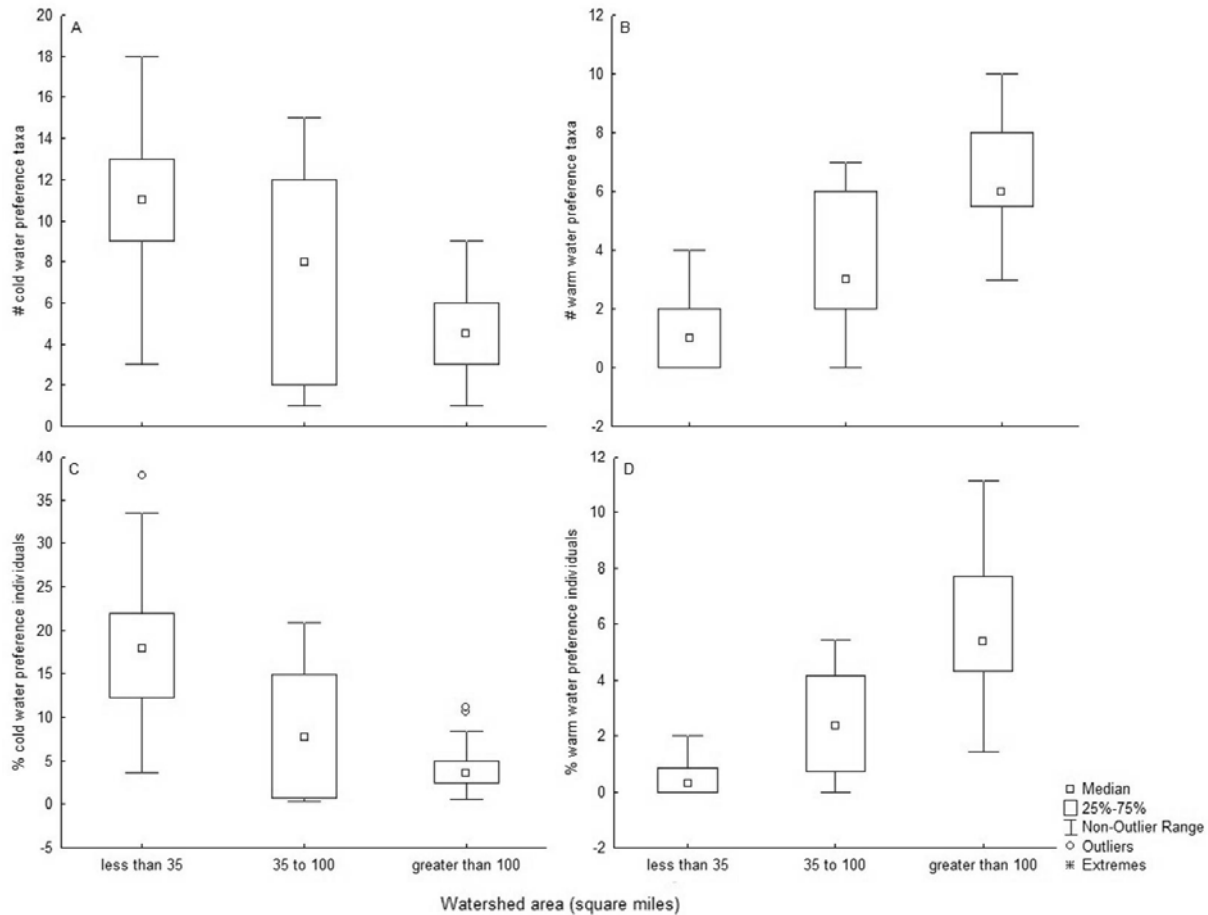 A
# cold water preference taxa
20
18
16
14
12
10
8
6
4
2
0
B
# warm water preference taxa
12
10
8
6
4
2
0
-2
C
% cold water preference individuals
40
35
30
25
20
15
10
5
0
-5
less than 35
35 to 100
greater than 100
D
% warm water preference individuals
12
10
8
6
4
2
0
-2
less than 35
35 to 100
greater than 100
Median
25%-75%
Non-Outlier Range
Outliers
Extremes
Watershed area (square miles)